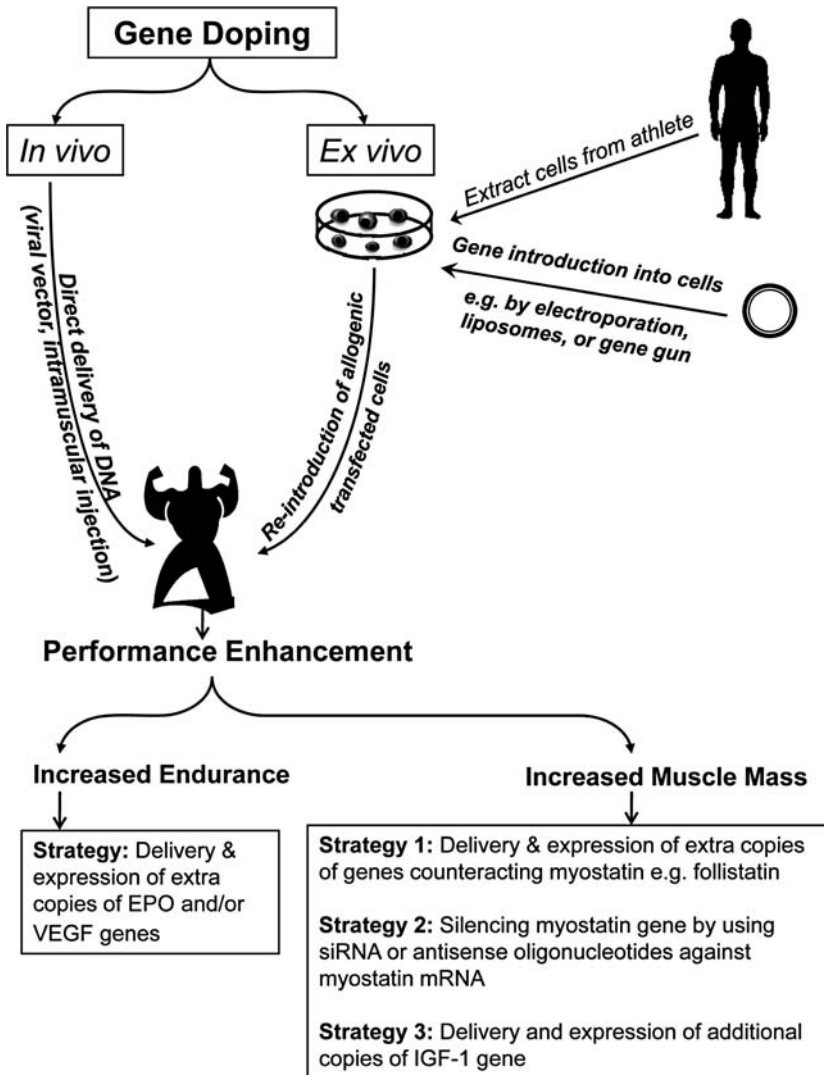 Gene Doping
In vivo
Ex vivo
Extract cells from athlete
Gene introduction into cells
e.g. by electroporation,
liposomes, or gene gun
Direct delivery of DNA
(viral vector, intramuscular injection)
Re-introduction of allogenic
transfected cells
Performance Enhancement
Increased Endurance
Strategy: Delivery &
expression of extra
copies of EPO and/or
VEGF genes
Increased Muscle Mass
Strategy 1: Delivery & expression of extra copies
of genes counteracting myostatin e.g. follistatin
Strategy 2: Silencing myostatin gene by using
siRNA or antisense oligonucleotides against
myostatin mRNA
Strategy 3: Delivery and expression of additional
copies of IGF-1 gene